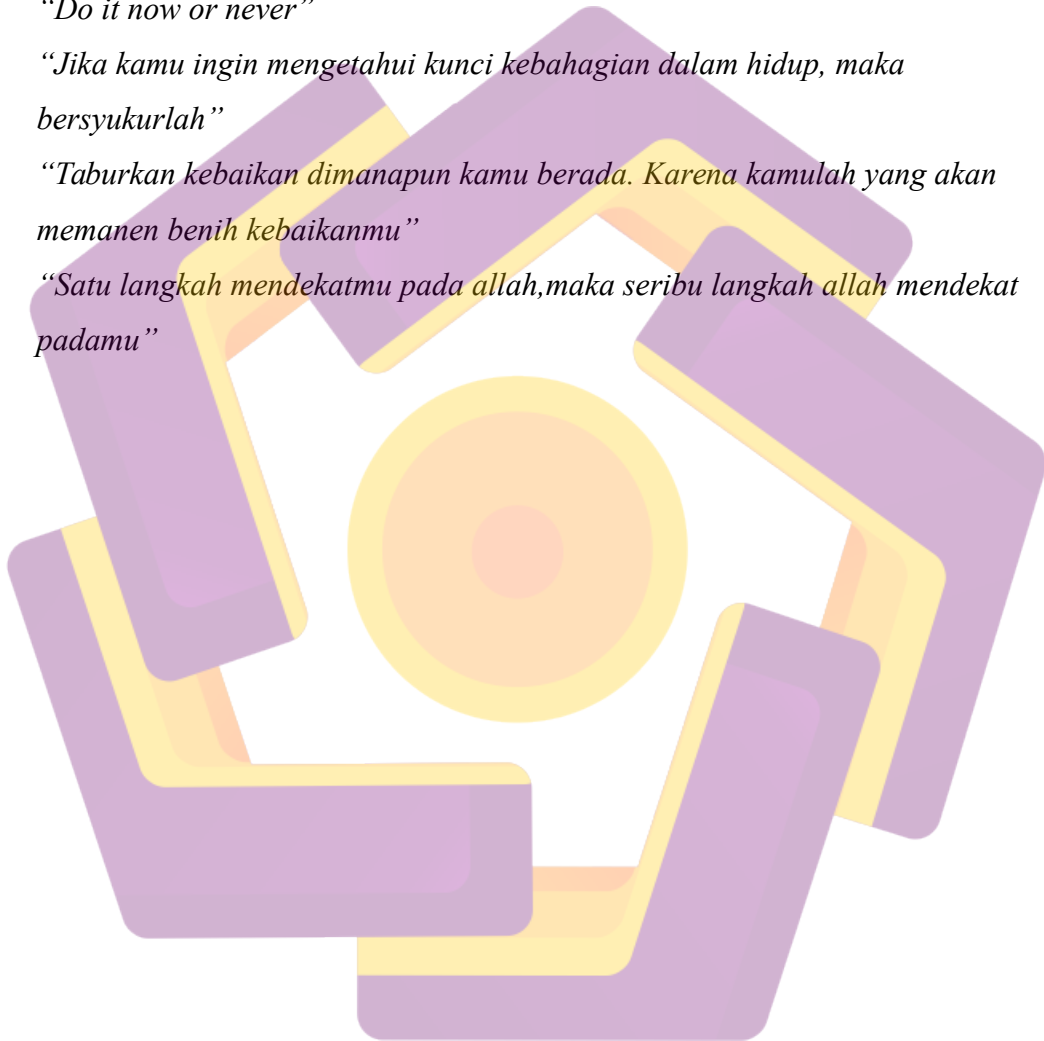 “Do it now or never”
“Jika kamu ingin mengetahui kunci kebahagian dalam hidup, maka
bersyukurlah”
“Taburkan kebaikan dimanapun kamu berada. Karena kamulah yang akan
memanen benih kebaikanmu”
“Satu langkah mendekatmu pada allah,maka seribu langkah allah mendekat
padamu”